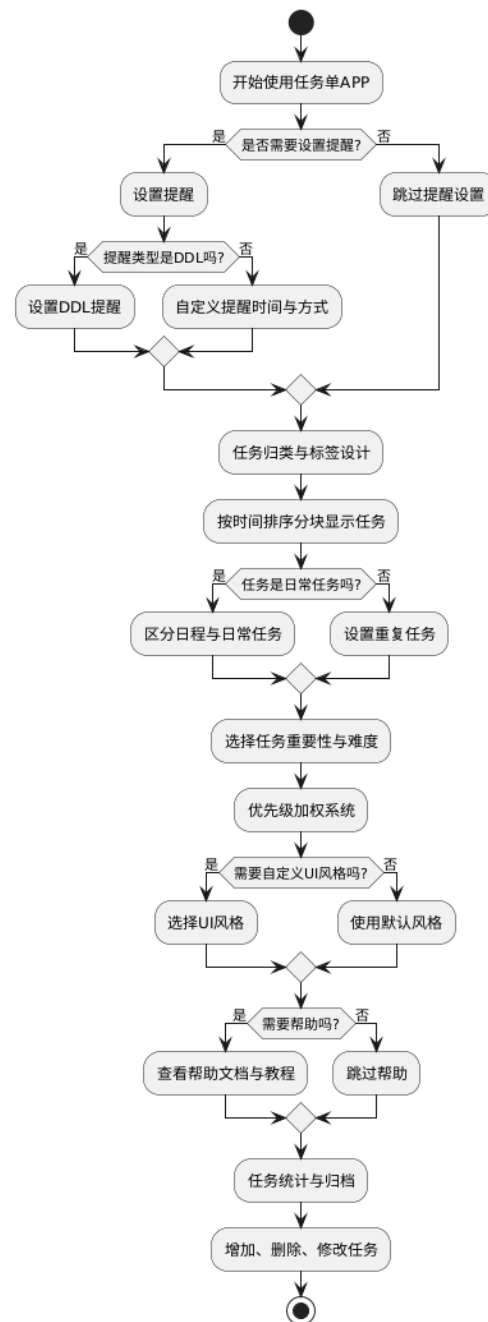 开始使用任务单APP
是
是否需要设置提醒?
否
设置提醒
跳过提醒设置
是
提醒类型是DDL吗?
否
设置DDL提醒
自定义提醒时间与方式
任务归类与标签设计
按时间排序分块显示任务
是
任务是日常任务吗?
否
区分日程与日常任务
设置重复任务
选择任务重要性与难度
优先级加权系统
是
需要自定义UI风格吗?
否
选择UI风格
使用默认风格
是
需要帮助吗?
否
查看帮助文档与教程
跳过帮助
任务统计与归档
增加、删除、修改任务